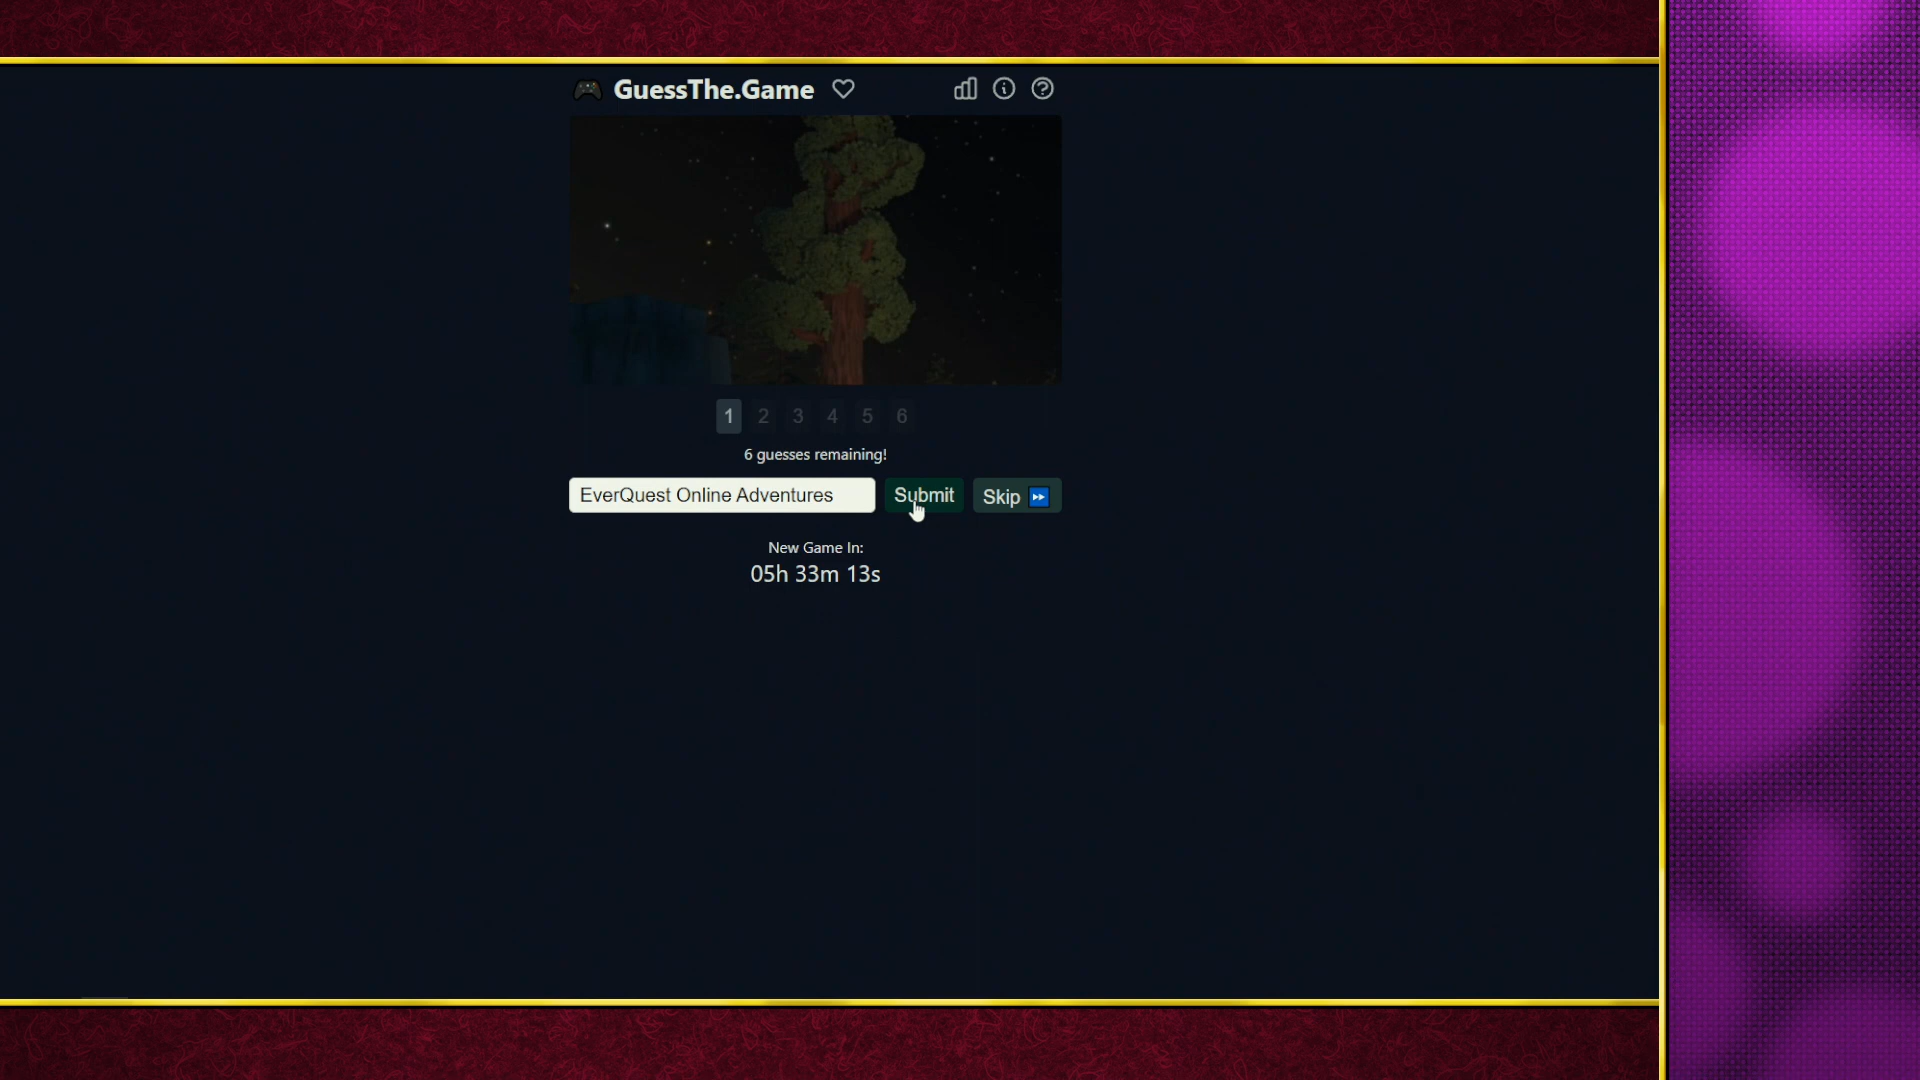 GuessThe.Game
1 2 3 4 5 6
6 guesses remaining!
EverQuest Online Adventures
Submit
Skip
New Game In:
05h 33m 13s